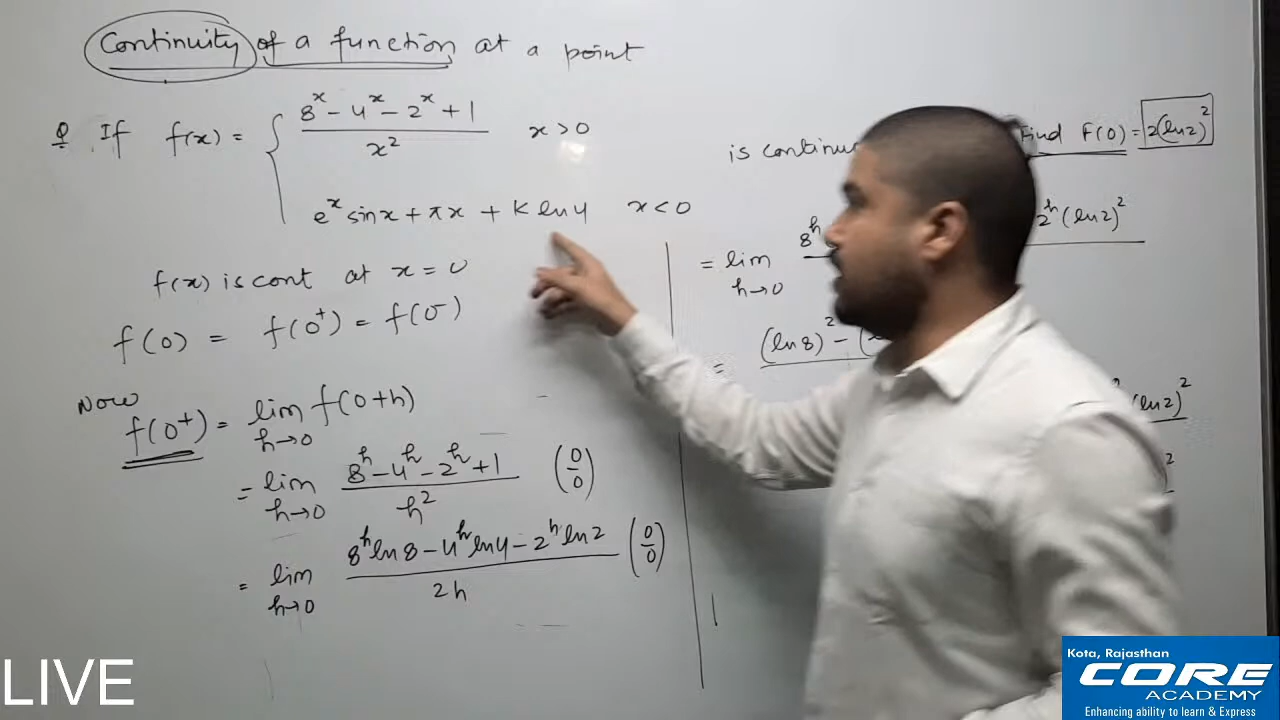 Continuity of a function at a point
Q If f(x) = { (8^x - 4^x - 2^x + 1)/x² x > 0
e^x sinx + πx + K ln4 x < 0
f(x) is cont at x = 0
f(0) = f(0⁺) = f(0⁻)
Now
f(0⁺) = lim h→0 f(0+h)
= lim h→0 (8^h - 4^h - 2^h + 1)/h² (0/0)
= lim h→0 (8^h ln8 - 4^h ln4 - 2^h ln2)/2h (0/0)
is
Find F(0) = 2(ln2)²
= lim h→0 8^h 2^h (ln2)²
= (ln8)² -
(ln2)²
LIVE
Kota, Rajasthan
CORE
ACADEMY
Enhancing ability to learn & Express